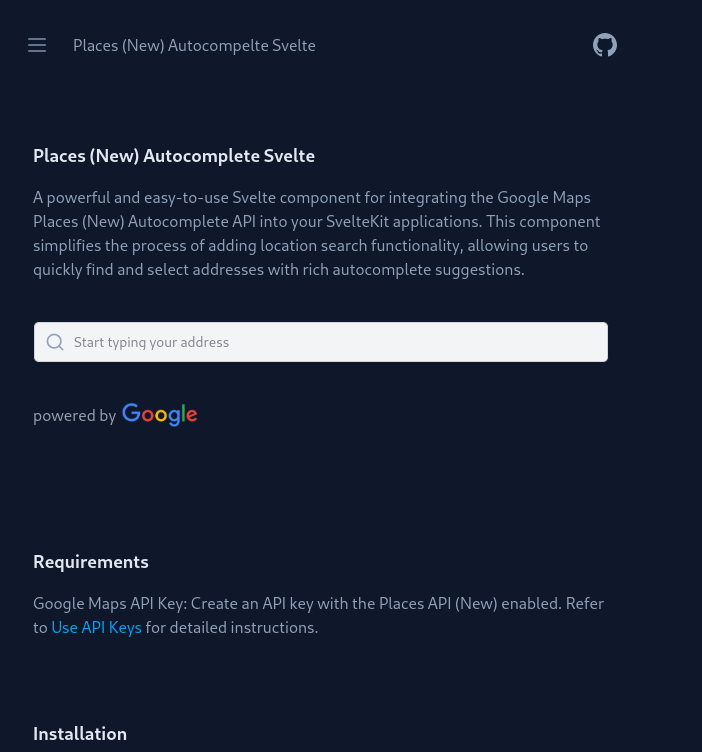 Places (New) Autocompelte Svelte
Places (New) Autocomplete Svelte
A powerful and easy-to-use Svelte component for integrating the Google Maps
Places (New) Autocomplete API into your SvelteKit applications. This component
simplifies the process of adding location search functionality, allowing users to
quickly find and select addresses with rich autocomplete suggestions.
Start typing your address
powered by Google
Requirements
Google Maps API Key: Create an API key with the Places API (New) enabled. Refer
to Use API Keys for detailed instructions.
Installation